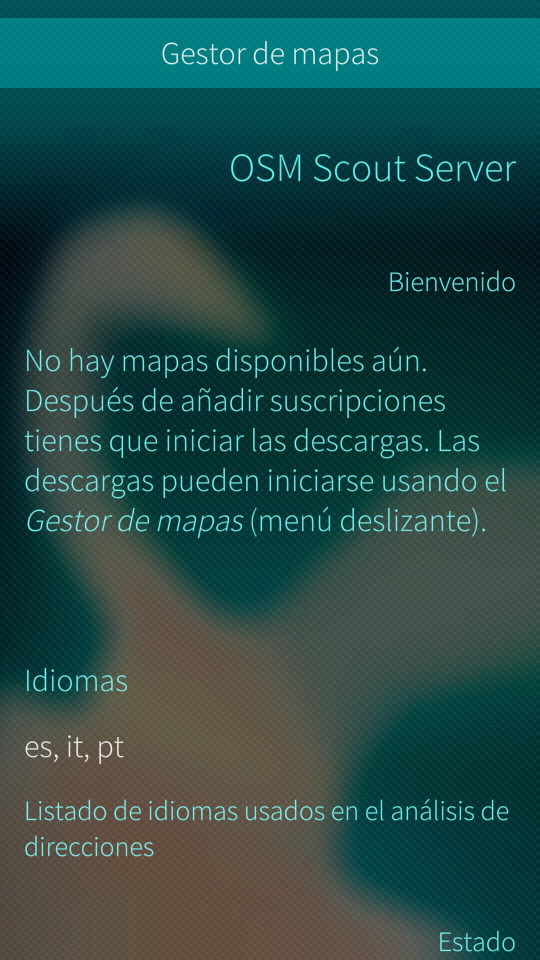 Gestor de mapas
OSM Scout Server
Bienvenido
No hay mapas disponibles aún.
Después de añadir suscripciones
tienes que iniciar las descargas. Las
descargas pueden iniciarse usando el
Gestor de mapas (menú deslizante).
Idiomas
es, it, pt
Listado de idiomas usados en el análisis de
direcciones
Estado